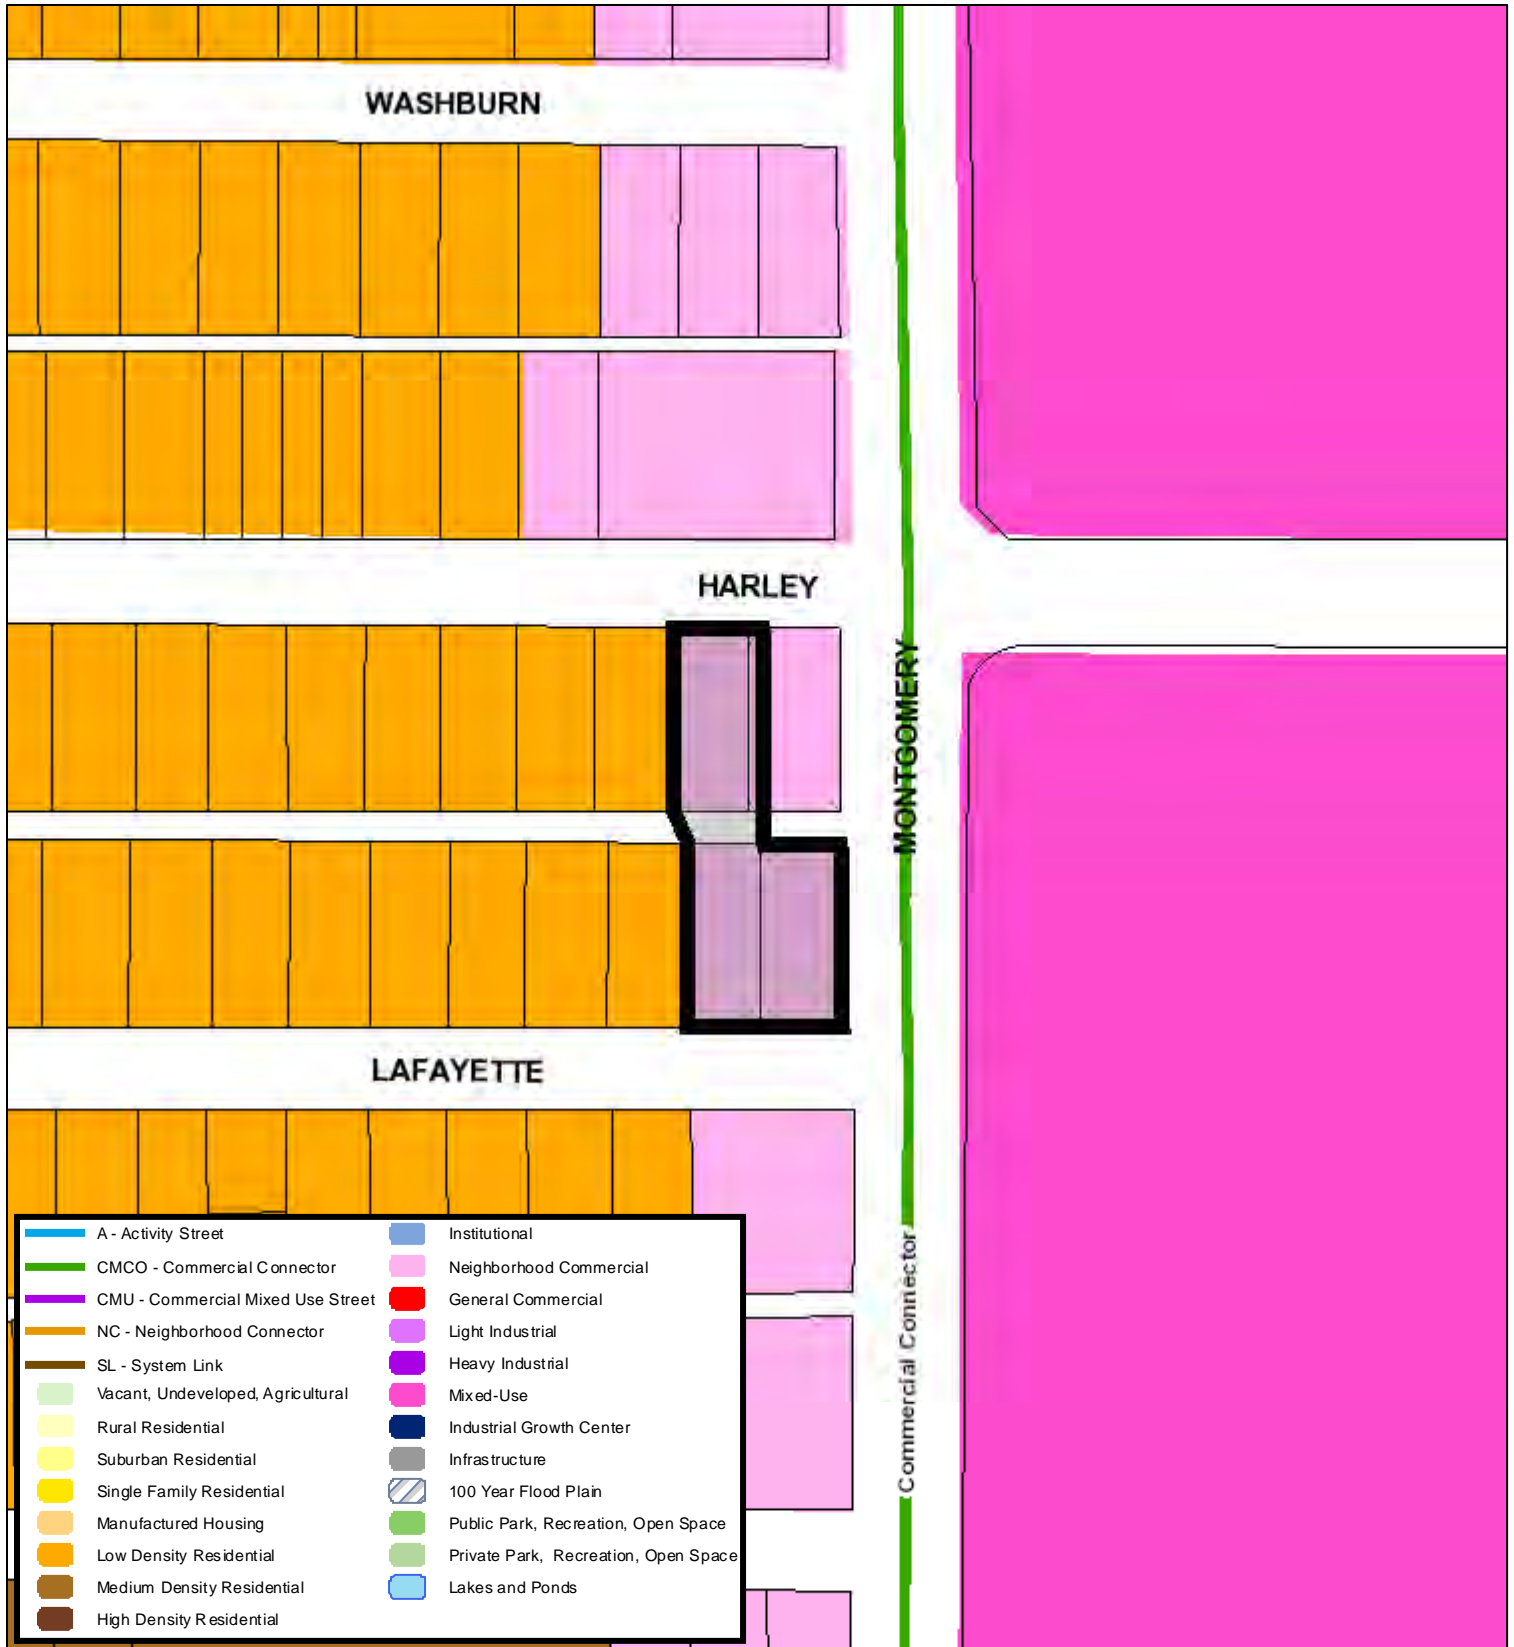 WASHBURN
HARLEY
MONTGOMERY
LAFAYETTE
Commercial Connector
A - Activity Street
CMCO - Commercial Connector
CMU - Commercial Mixed Use Street
NC - Neighborhood Connector
SL - System Link
Vacant, Undeveloped, Agricultural
Rural Residential
Suburban Residential
Single Family Residential
Manufactured Housing
Low Density Residential
Medium Density Residential
High Density Residential
Institutional
Neighborhood Commercial
General Commercial
Light Industrial
Heavy Industrial
Mixed-Use
Industrial Growth Center
Infrastructure
100 Year Flood Plain
Public Park, Recreation, Open Space
Private Park, Recreation, Open Space
Lakes and Ponds